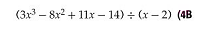 (3x³ – 8x² + 11x – 14) ÷ (x – 2) (4B